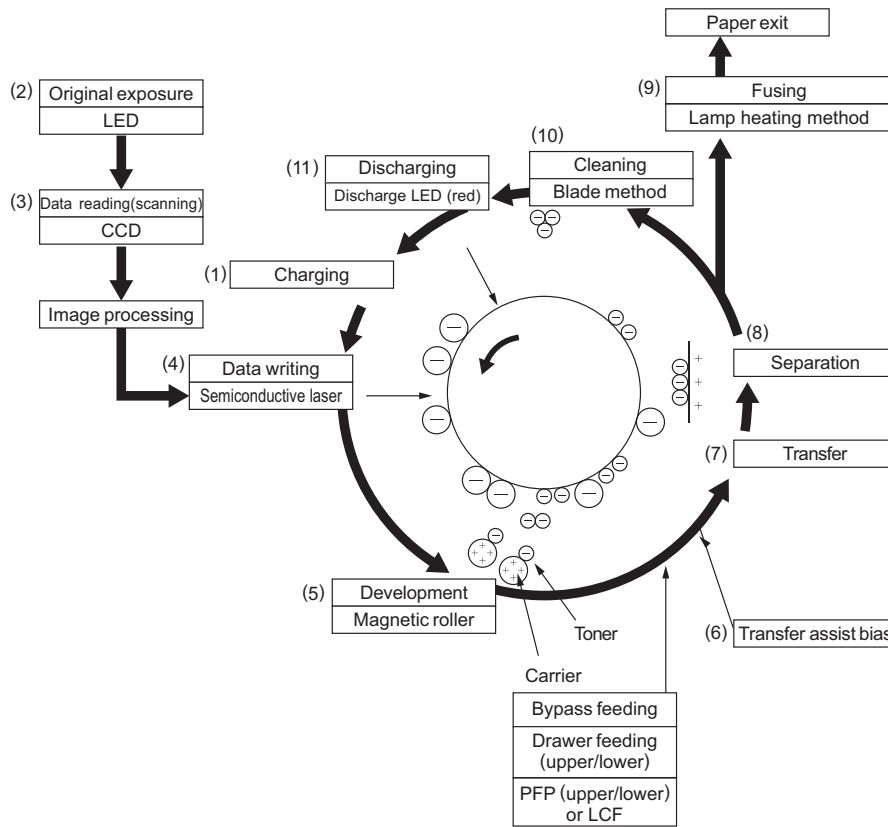 Paper exit
(2)
Original exposure
LED
(9)
Fusing
Lamp heating method
(10)
Cleaning
Blade method
(11)
Discharging
Discharge LED (red)
(3)
Data reading(scanning)
CCD
(1)
Charging
Image processing
(4)
Data writing
Semiconductive laser
(8)
Separation
(7)
Transfer
(5)
Development
Magnetic roller
(6)
Transfer assist bias
Toner
Carrier
Bypass feeding
Drawer feeding
(upper/lower)
PFP (upper/lower)
or LCF